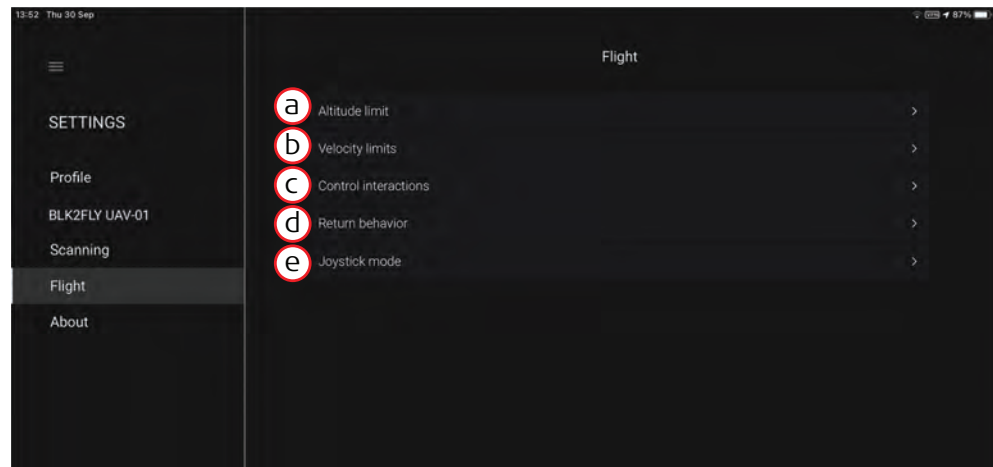 13:52 Thu 30 Sep
VPN 87%
SETTINGS
Profile
BLK2FLY UAV-01
Scanning
Flight
About
Flight
a Altitude limit
b Velocity limits
c Control interactions
d Return behavior
e Joystick mode